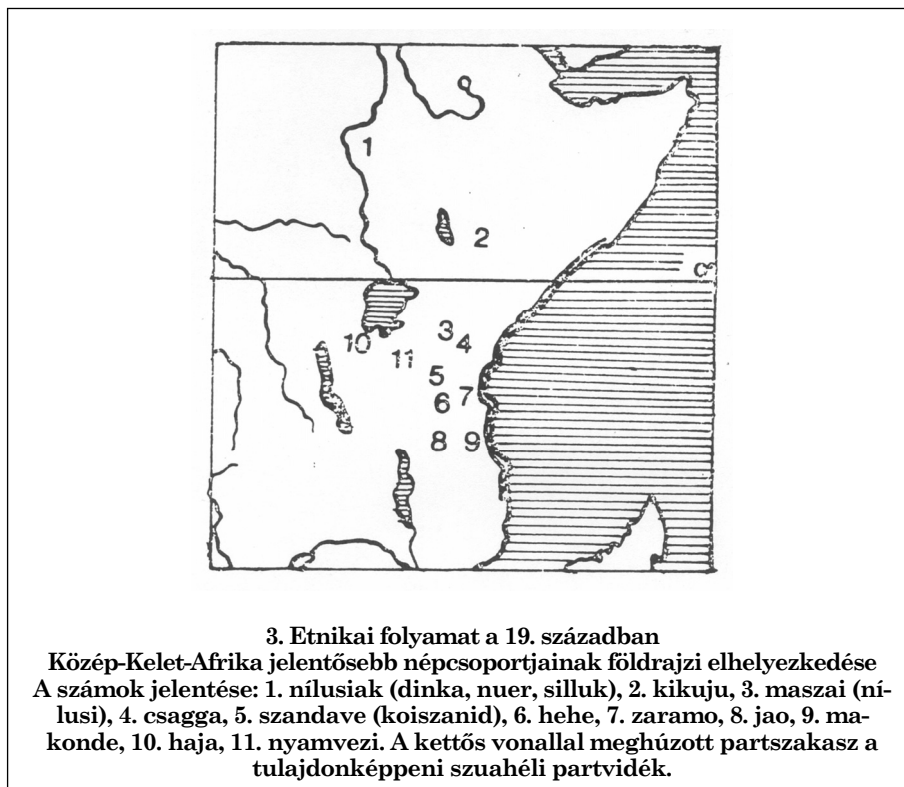 1
2
3
4
10
11
5
6
7
8
9
3. Etnikai folyamat a 19. században
Közép-Kelet-Afrika jelentősebb népcsoportjainak földrajzi elhelyezkedése
A számok jelentése: 1. nílusiak (dinka, nuer, silluk), 2. kikuju, 3. maszai (ní-
lusi), 4. csagga, 5. szandave (koiszanid), 6. hehe, 7. zaramo, 8. jao, 9. ma-
konde, 10. haja, 11. nyamvezi. A kettős vonallal meghúzott partszakasz a
tulajdonképpeni szuahéli partvidék.